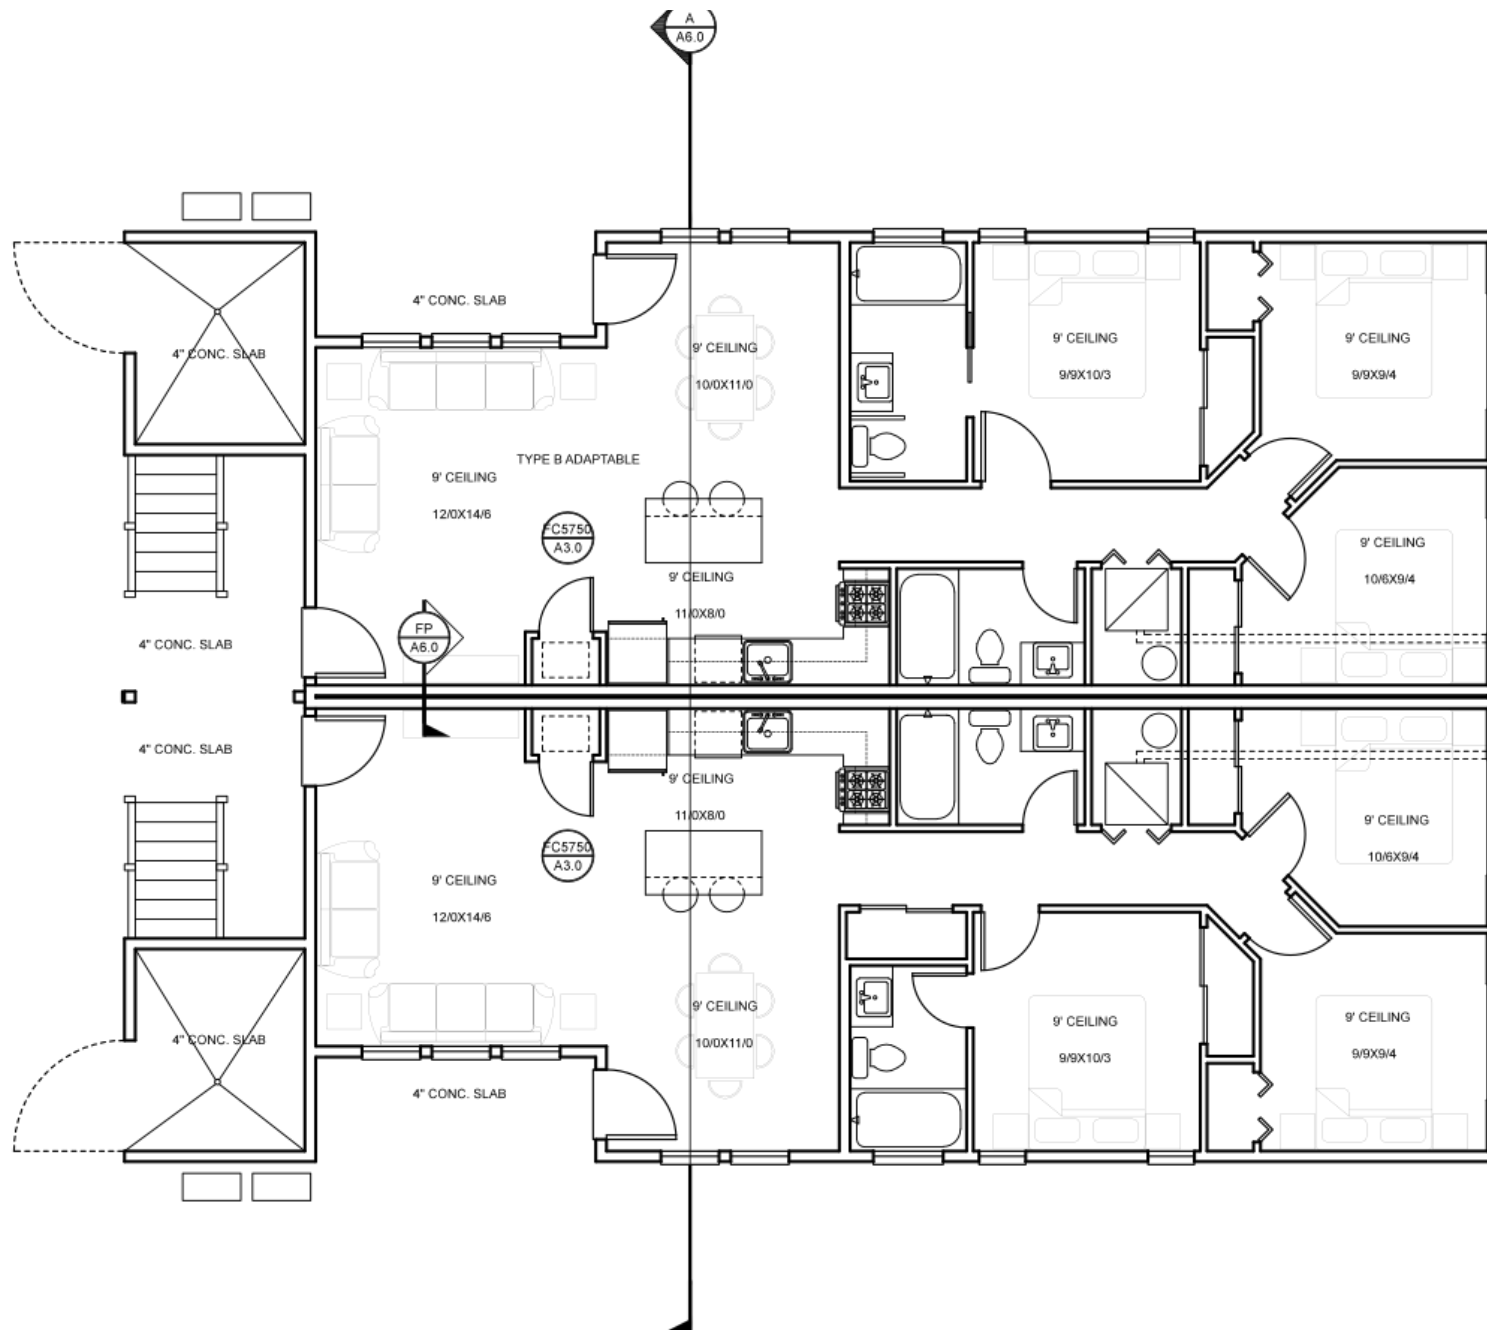 A
A6.0
4" CONC. SLAB
4" CONC. SLAB
9' CEILING
10/0X11/0
9' CEILING
9/9X10/3
9' CEILING
9/9X9/4
TYPE B ADAPTABLE
9' CEILING
12/0X14/6
FC5750
A3.0
9' CEILING
11/0X8/0
9' CEILING
10/6X9/4
4" CONC. SLAB
FP
A6.0
4" CONC. SLAB
9' CEILING
11/0X8/0
FC5750
A3.0
9' CEILING
10/6X9/4
9' CEILING
12/0X14/6
4" CONC. SLAB
9' CEILING
10/0X11/0
9' CEILING
9/9X10/3
9' CEILING
9/9X9/4
4" CONC. SLAB